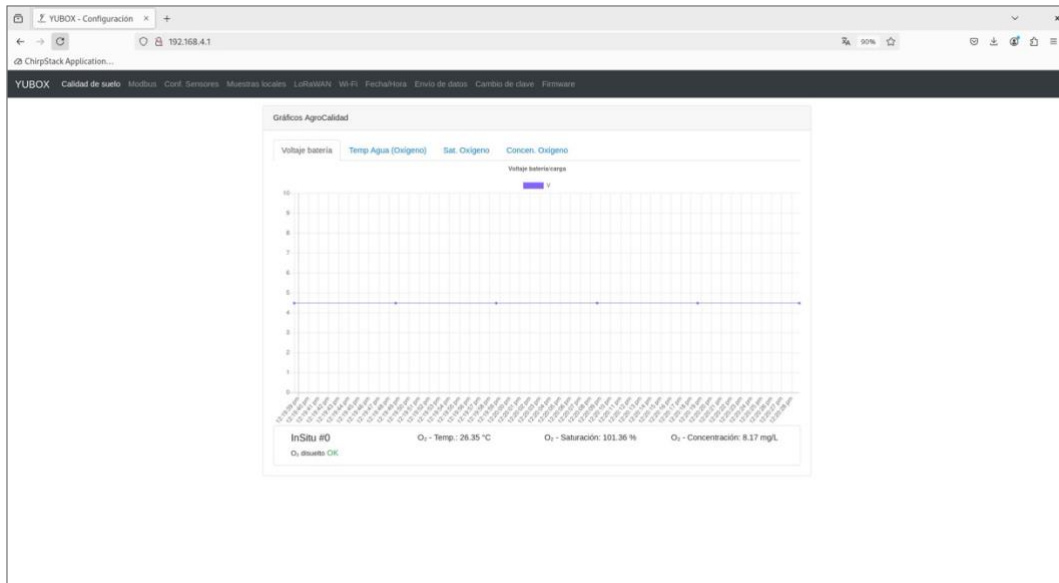 YUBOX - Configuración
192.168.4.1
90%
ChirpStack Application...
YUBOX Calidad de suelo Modbus Conf. Sensores Muestras locales LoRaWAN Wi-Fi Fecha/Hora Envío de datos Cambio de clave Firmware
Gráficos AgroCalidad
Voltaje batería Temp Agua (Oxígeno) Sat. Oxígeno Concen. Oxígeno
Voltaje batería/carga
V
10
9
8
7
6
5
4
3
2
1
0
InSitu #0 O₂ - Temp.: 26.35 °C O₂ - Saturación: 101.36 % O₂ - Concentración: 8.17 mg/L
O₂ disuelto OK